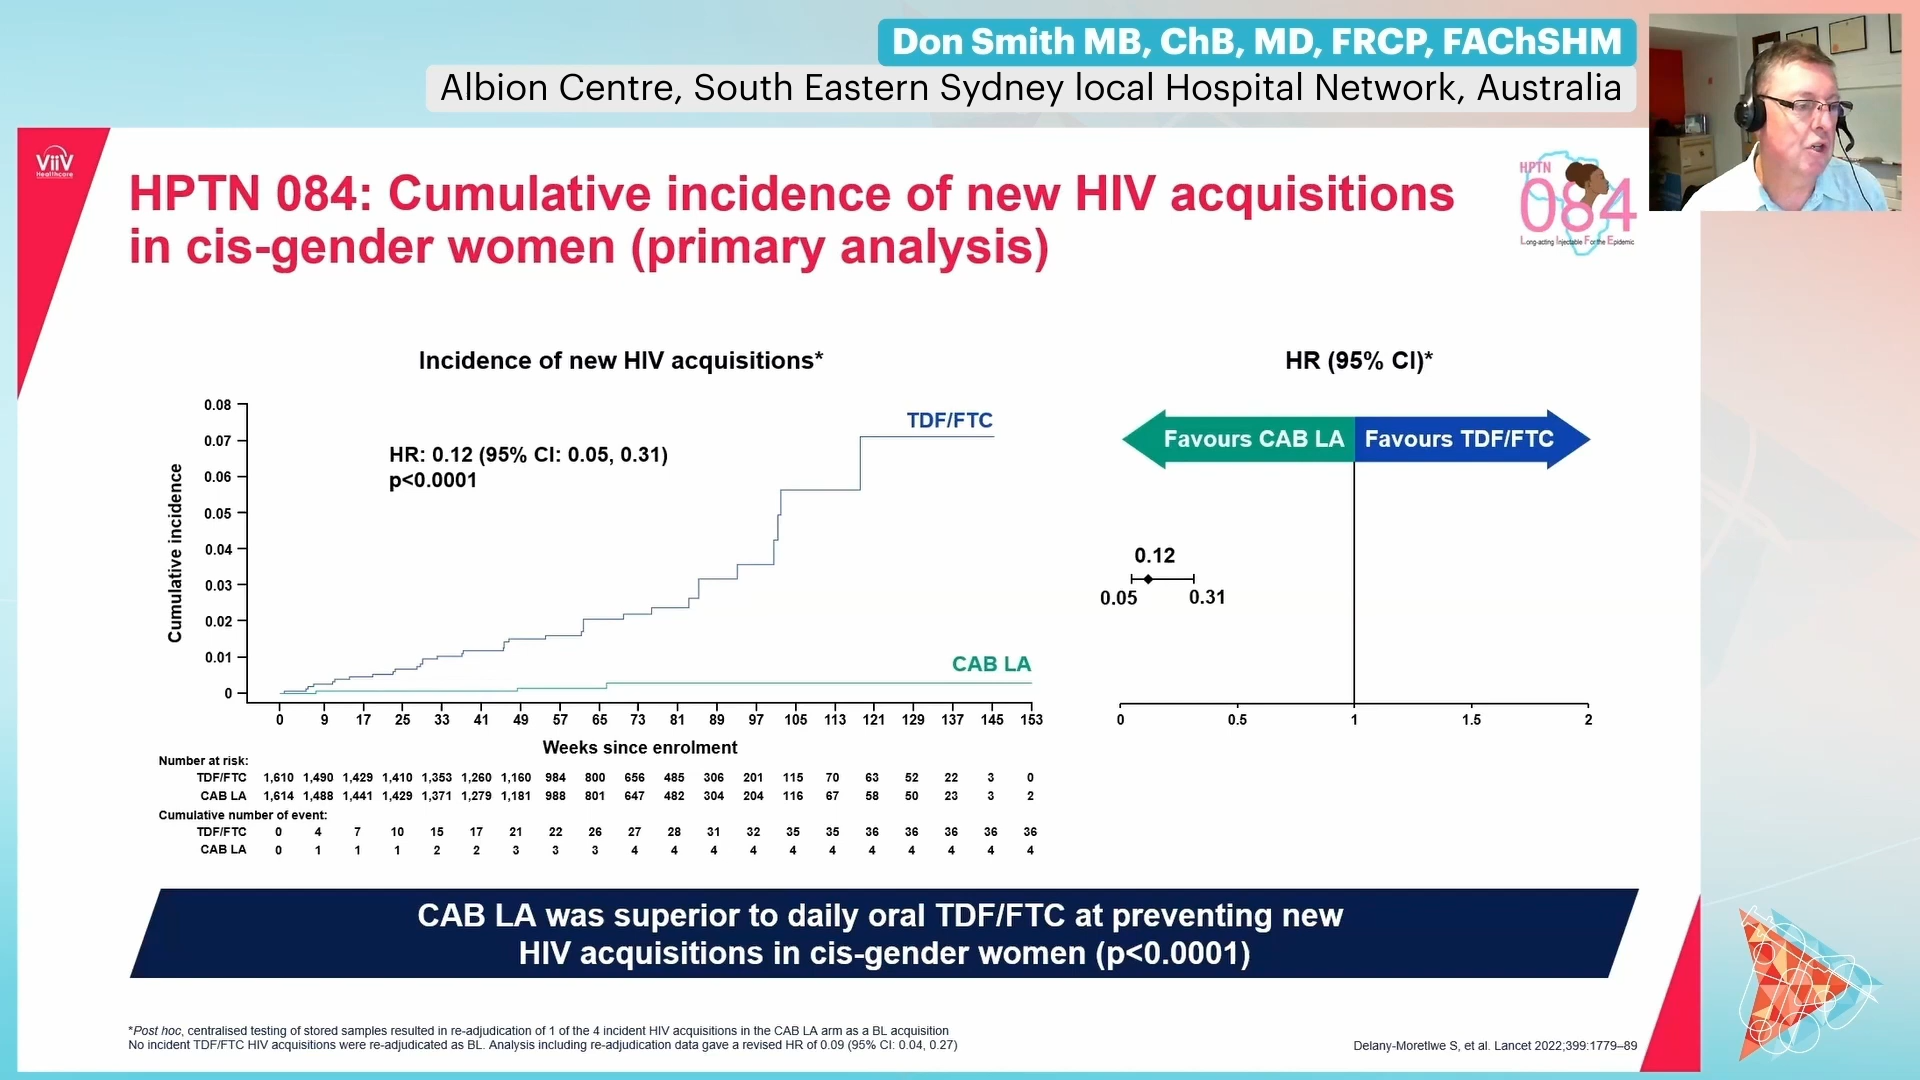 Don Smith MB, ChB, MD, FRCP, FAChSHM
Albion Centre, South Eastern Sydney local Hospital Network, Australia
ViiV
Healthcare
HPTN 084: Cumulative incidence of new HIV acquisitions
in cis-gender women (primary analysis)
HPTN
084
Long-acting Injectable For the Epidemic
Incidence of new HIV acquisitions*
0.08
0.07
0.06
0.05
0.04
0.03
0.02
0.01
0
Cumulative incidence
TDF/FTC
HR: 0.12 (95% CI: 0.05, 0.31)
p<0.0001
CAB LA
0 9 17 25 33 41 49 57 65 73 81 89 97 105 113 121 129 137 145 153
Weeks since enrolment
Number at risk:
TDF/FTC 1,610 1,490 1,429 1,410 1,353 1,260 1,160 984 800 656 485 306 201 115 70 63 52 22 3 0
CAB LA 1,614 1,488 1,441 1,429 1,371 1,279 1,181 988 801 647 482 304 204 116 67 58 50 23 3 2
Cumulative number of event:
TDF/FTC 0 4 7 10 15 17 21 22 26 27 28 31 32 35 35 36 36 36 36 36
CAB LA 0 1 1 1 2 2 3 3 3 4 4 4 4 4 4 4 4 4 4 4
HR (95% CI)*
Favours CAB LA Favours TDF/FTC
0.12
0.05 0.31
0 0.5 1 1.5 2
CAB LA was superior to daily oral TDF/FTC at preventing new
HIV acquisitions in cis-gender women (p<0.0001)
*Post hoc, centralised testing of stored samples resulted in re-adjudication of 1 of the 4 incident HIV acquisitions in the CAB LA arm as a BL acquisition
No incident TDF/FTC HIV acquisitions were re-adjudicated as BL. Analysis including re-adjudication data gave a revised HR of 0.09 (95% CI: 0.04, 0.27)
Delany-Moretlwe S, et al. Lancet 2022;399:1779–89